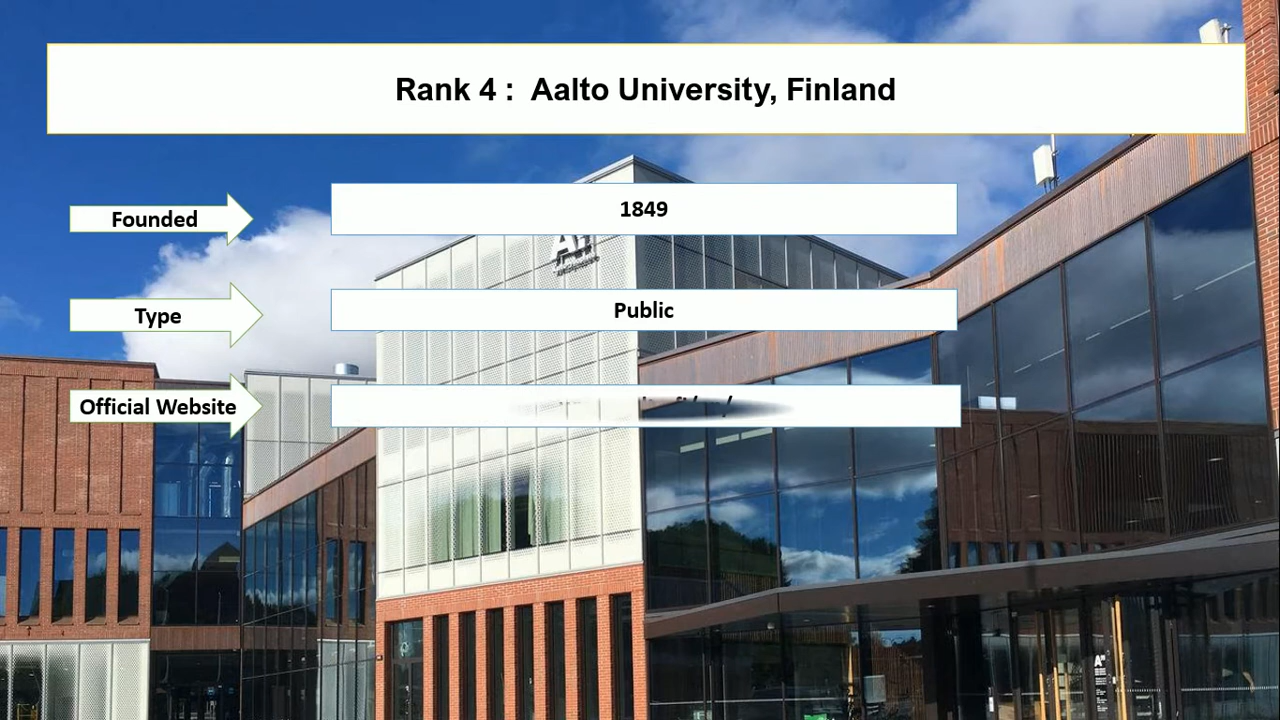 Rank 4 : Aalto University, Finland
Founded
1849
Type
Public
Official Website